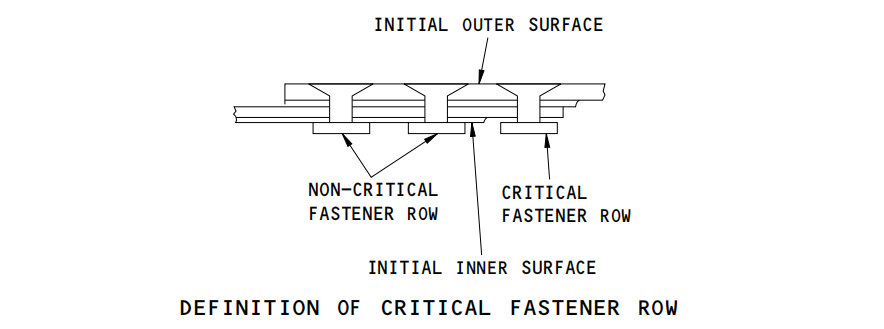 INITIAL OUTER SURFACE
NON-CRITICAL
FASTENER ROW
CRITICAL
FASTENER ROW
INITIAL INNER SURFACE
DEFINITION OF CRITICAL FASTENER ROW